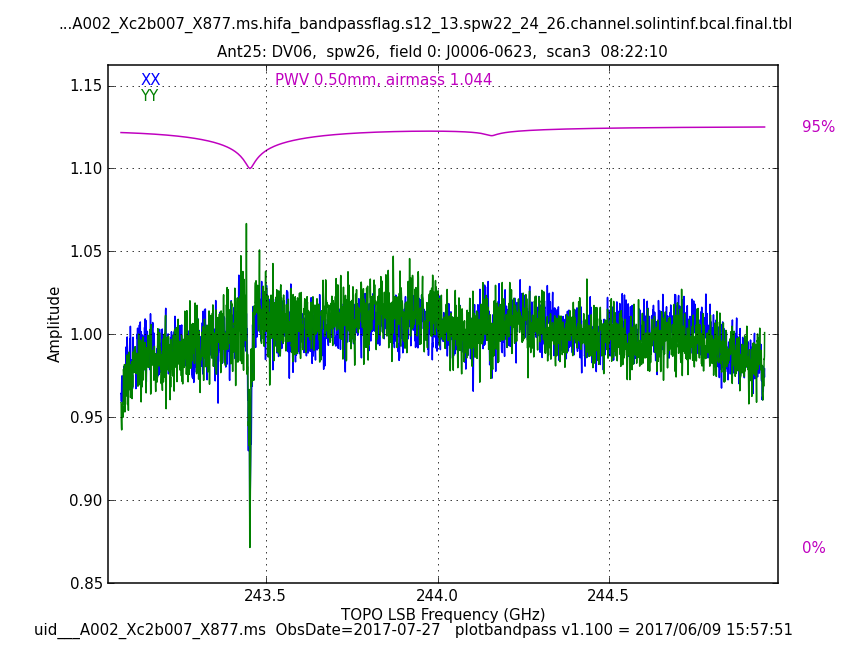 ...A002_Xc2b007_X877.ms.hifa_bandpassflag.s12_13.spw22_24_26.channel.solintinf.bcal.final.tbl
Ant25: DV06,  spw26,  field 0: J0006-0623,  scan3  08:22:10
XX
YY
PWV 0.50mm, airmass 1.044
95%
0%
1.15
1.10
1.05
1.00
0.95
0.90
0.85
Amplitude
243.5
244.0
244.5
TOPO LSB Frequency (GHz)
uid___A002_Xc2b007_X877.ms  ObsDate=2017-07-27   plotbandpass v1.100 = 2017/06/09 15:57:51